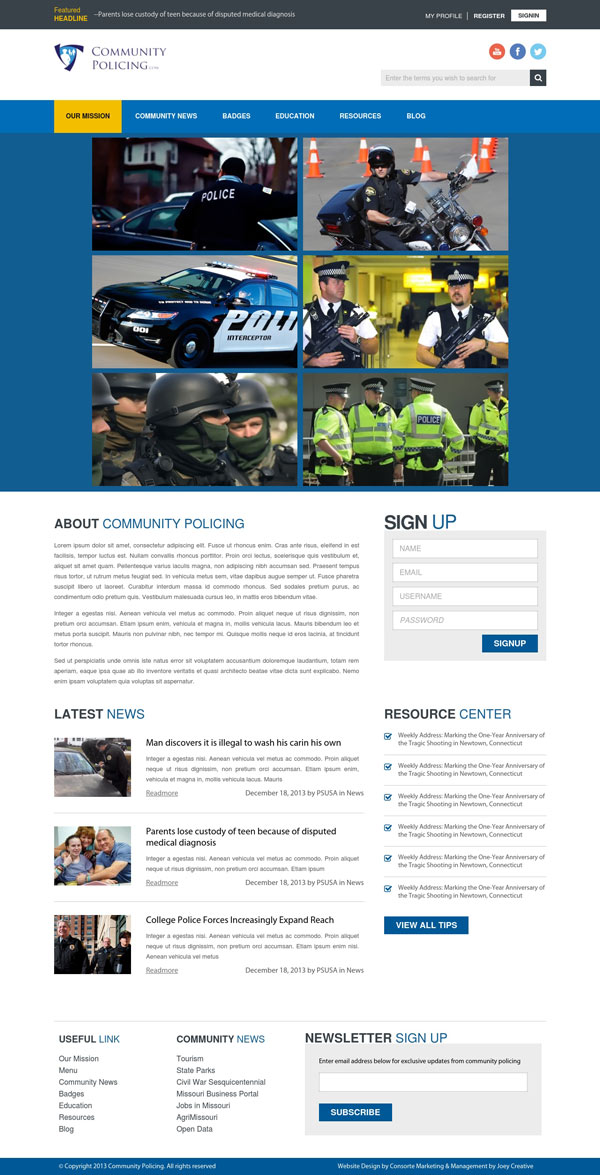 Featured
HEADLINE
--Parents lose custody of teen because of disputed medical diagnosis
MY PROFILE | REGISTER SIGNIN
COMMUNITY
POLICING.COM
Enter the terms you wish to search for
OUR MISSION COMMUNITY NEWS BADGES EDUCATION RESOURCES BLOG
POLICE
POLI
INTERCEPTOR
POLICE
ABOUT COMMUNITY POLICING
Lorem ipsum dolor sit amet, consectetur adipiscing elit. Fusce ut rhoncus enim. Cras ante risus, eleifend in est
facilisis, tempor luctus est. Nullam convallis rhoncus porttitor. Proin orci lectus, scelerisque quis vestibulum et,
aliquet sit amet quam. Pellentesque varius iaculis magna, non adipiscing nibh accumsan sed. Praesent tempus
risus tortor, ut rutrum metus feugiat sed. In vehicula metus sem, vitae dapibus augue semper ut. Fusce pharetra
suscipit libero ut laoreet. Curabitur interdum massa id commodo rhoncus. Sed sodales pretium purus, ac
condimentum odio pretium quis. Vestibulum malesuada cursus leo, in mattis eros bibendum vitae.
Integer a egestas nisi. Aenean vehicula vel metus ac commodo. Proin aliquet neque ut risus dignissim, non
pretium orci accumsan. Etiam ipsum enim, vehicula et magna in, mollis vehicula lacus. Mauris bibendum leo et
metus porta suscipit. Mauris non pulvinar nibh, nec tempor mi. Quisque mollis neque id eros lacinia, at tincidunt
tortor rhoncus.
Sed ut perspiciatis unde omnis iste natus error sit voluptatem accusantium doloremque laudantium, totam rem
aperiam, eaque ipsa quae ab illo inventore veritatis et quasi architecto beatae vitae dicta sunt explicabo. Nemo
enim ipsam voluptatem quia voluptas sit aspernatur.
SIGN UP
NAME
EMAIL
USERNAME
PASSWORD
SIGNUP
LATEST NEWS
Man discovers it is illegal to wash his carin his own
Integer a egestas nisi. Aenean vehicula vel metus ac commodo. Proin aliquet
neque ut risus dignissim, non pretium orci accumsan. Etiam ipsum enim,
vehicula et magna in, mollis vehicula lacus. Mauris
Readmore December 18, 2013 by PSUSA in News
Parents lose custody of teen because of disputed
medical diagnosis
Integer a egestas nisi. Aenean vehicula vel metus ac commodo. Proin aliquet
neque ut risus dignissim, non pretium orci accumsan. Etiam ipsum
Readmore December 18, 2013 by PSUSA in News
College Police Forces Increasingly Expand Reach
Integer a egestas nisi. Aenean vehicula vel metus ac commodo. Proin aliquet
neque ut risus dignissim, non pretium orci accumsan. Etiam ipsum enim nisi.
Aenean vehicula vel metus
Readmore December 18, 2013 by PSUSA in News
RESOURCE CENTER
Weekly Address: Marking the One-Year Anniversary of
the Tragic Shooting in Newtown, Connecticut
Weekly Address: Marking the One-Year Anniversary of
the Tragic Shooting in Newtown, Connecticut
Weekly Address: Marking the One-Year Anniversary of
the Tragic Shooting in Newtown, Connecticut
Weekly Address: Marking the One-Year Anniversary of
the Tragic Shooting in Newtown, Connecticut
Weekly Address: Marking the One-Year Anniversary of
the Tragic Shooting in Newtown, Connecticut
Weekly Address: Marking the One-Year Anniversary of
the Tragic Shooting in Newtown, Connecticut
VIEW ALL TIPS
USEFUL LINK
Our Mission
Menu
Community News
Badges
Education
Resources
Blog
COMMUNITY NEWS
Tourism
State Parks
Civil War Sesquicentennial
Missouri Business Portal
Jobs in Missouri
AgriMissouri
Open Data
NEWSLETTER SIGN UP
Enter email address below for exclusive updates from community policing
SUBSCRIBE
© Copyright 2013 Community Policing. All rights reserved
Website Design by Consorte Marketing & Management by Joey Creative